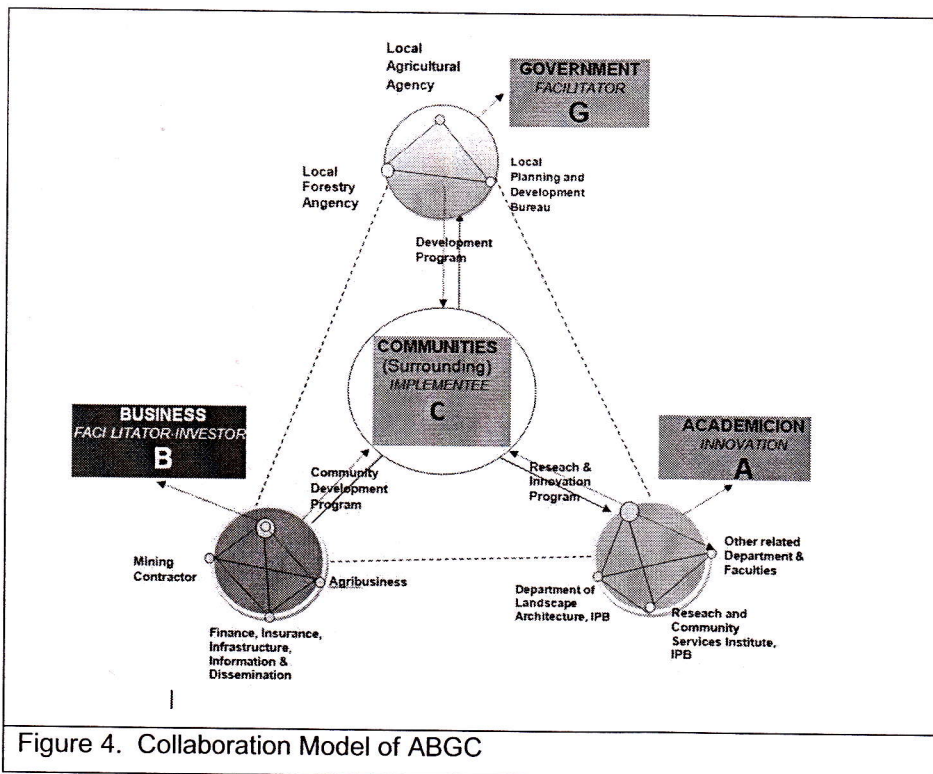 Local
Agricultural
Agency
GOVERNMENT
FACILITATOR
G
Local
Forestry
Angency
Local
Planning and
Development
Bureau
Development
Program
COMMUNITIES
(Surrounding)
IMPLEMENTEE
C
BUSINESS
FACILITATOR-INVESTOR
B
ACADEMICION
INNOVATION
A
Community
Development
Program
Reseach &
Innovation
Program
Mining
Contractor
Agribusiness
Finance, Insurance,
Infrastructure,
Information &
Dissemination
Department of
Landscape
Architecture, IPB
Other related
Department &
Faculties
Reseach and
Community
Services Institute,
IPB
Figure 4. Collaboration Model of ABGC